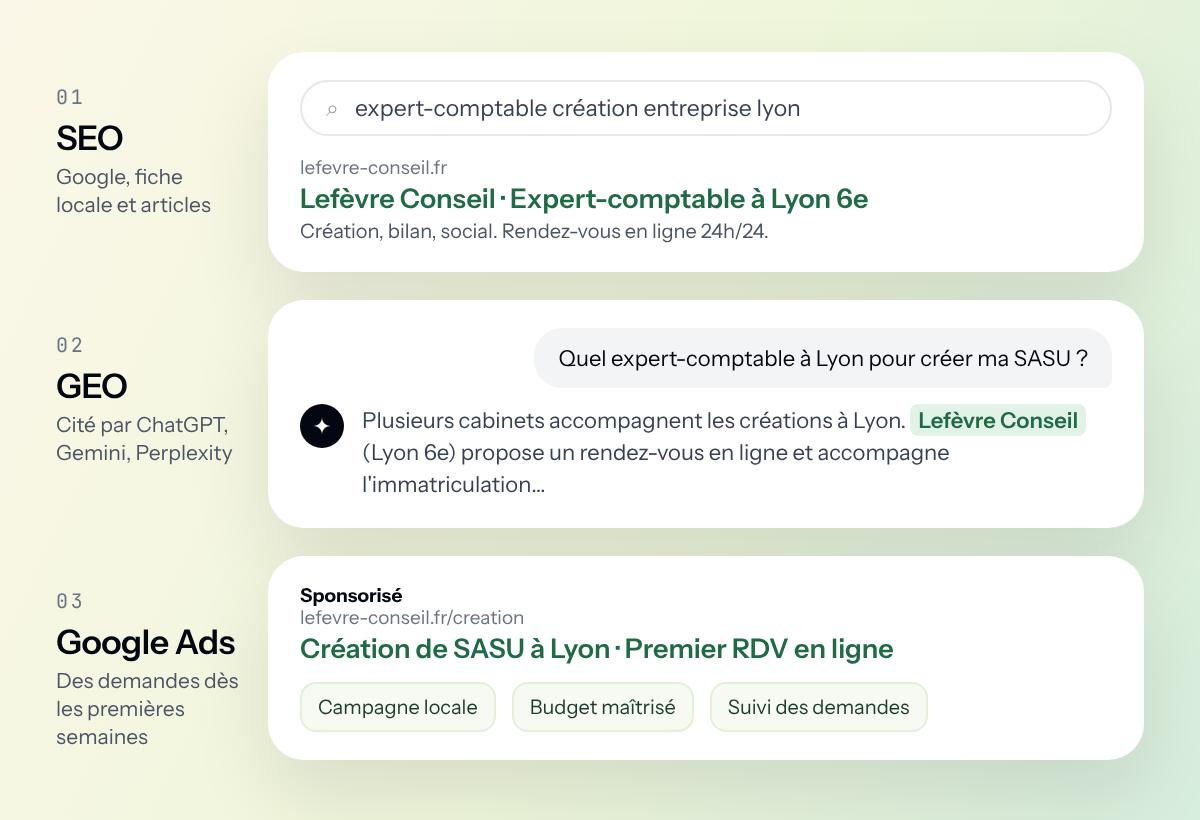 01
SEO
Google, fiche
locale et articles
expert-comptable création entreprise lyon
lefevre-conseil.fr
Lefèvre Conseil · Expert-comptable à Lyon 6e
Création, bilan, social. Rendez-vous en ligne 24h/24.
02
GEO
Cité par ChatGPT,
Gemini, Perplexity
Quel expert-comptable à Lyon pour créer ma SASU ?
Plusieurs cabinets accompagnent les créations à Lyon. Lefèvre Conseil
(Lyon 6e) propose un rendez-vous en ligne et accompagne
l'immatriculation…
03
Google Ads
Des demandes dès
les premières
semaines
Sponsorisé
lefevre-conseil.fr/creation
Création de SASU à Lyon · Premier RDV en ligne
Campagne locale
Budget maîtrisé
Suivi des demandes